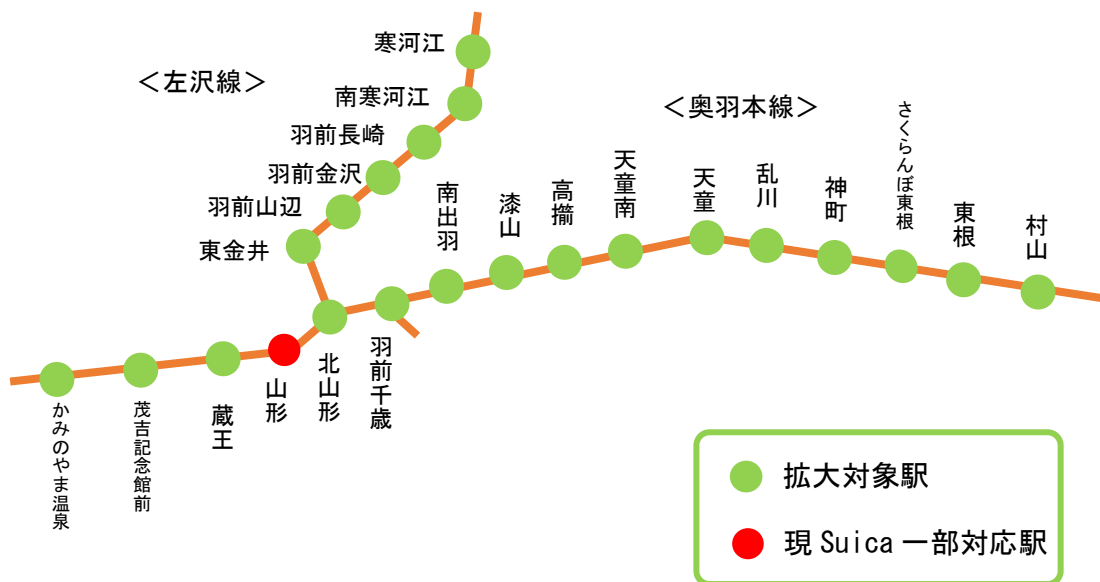 ＜左沢線＞
寒河江
南寒河江
羽前長崎
羽前金沢
羽前山辺
東金井
＜奥羽本線＞
かみのやま温泉
茂吉記念館前
蔵王
山形
北山形
羽前千歳
南出羽
漆山
高擶
天童南
天童
乱川
神町
さくらんぼ東根
東根
村山
拡大対象駅
現 Suica 一部対応駅